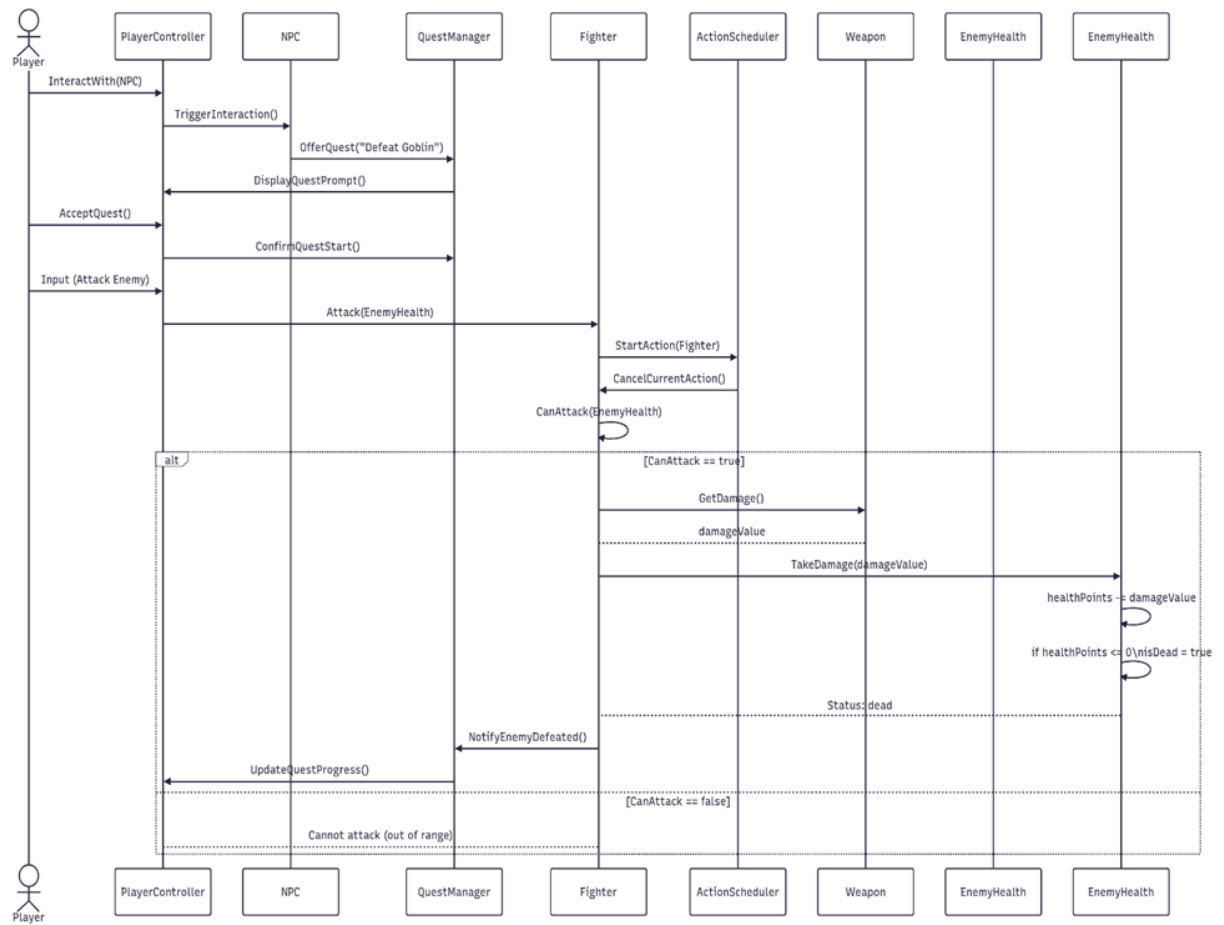 PlayerController
NPC
QuestManager
Fighter
ActionScheduler
Weapon
EnemyHealth
EnemyHealth
Player
InteractWith(NPC)
TriggerInteraction()
OfferQuest("Defeat Goblin")
DisplayQuestPrompt()
AcceptQuest()
ConfirmQuestStart()
Input (Attack Enemy)
Attack(EnemyHealth)
StartAction(Fighter)
CancelCurrentAction()
CanAttack(EnemyHealth)
alt
[CanAttack == true]
GetDamage()
damageValue
TakeDamage(damageValue)
healthPoints -= damageValue
if healthPoints <= 0\nisDead = true
Status: dead
NotifyEnemyDefeated()
UpdateQuestProgress()
[CanAttack == false]
Cannot attack (out of range)
PlayerController
NPC
QuestManager
Fighter
ActionScheduler
Weapon
EnemyHealth
EnemyHealth
Player